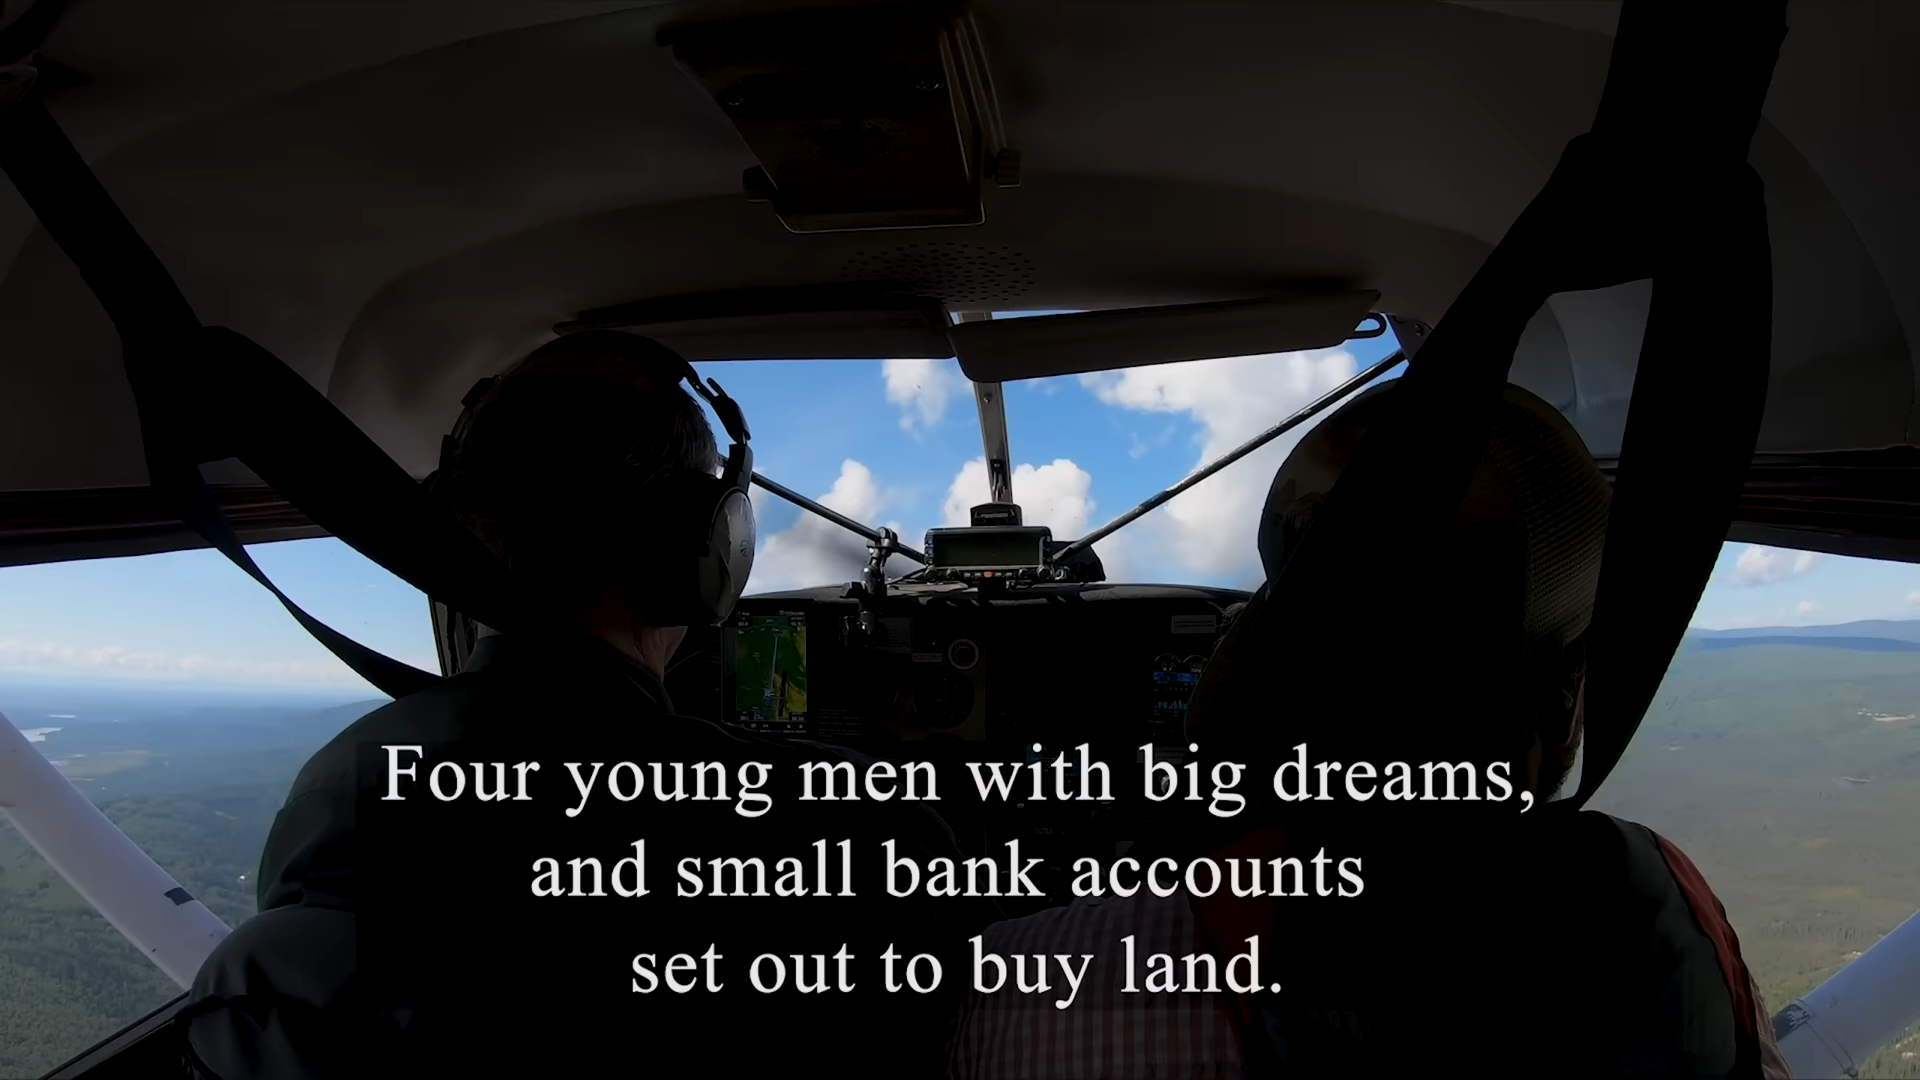 Four young men with big dreams,
and small bank accounts
set out to buy land.